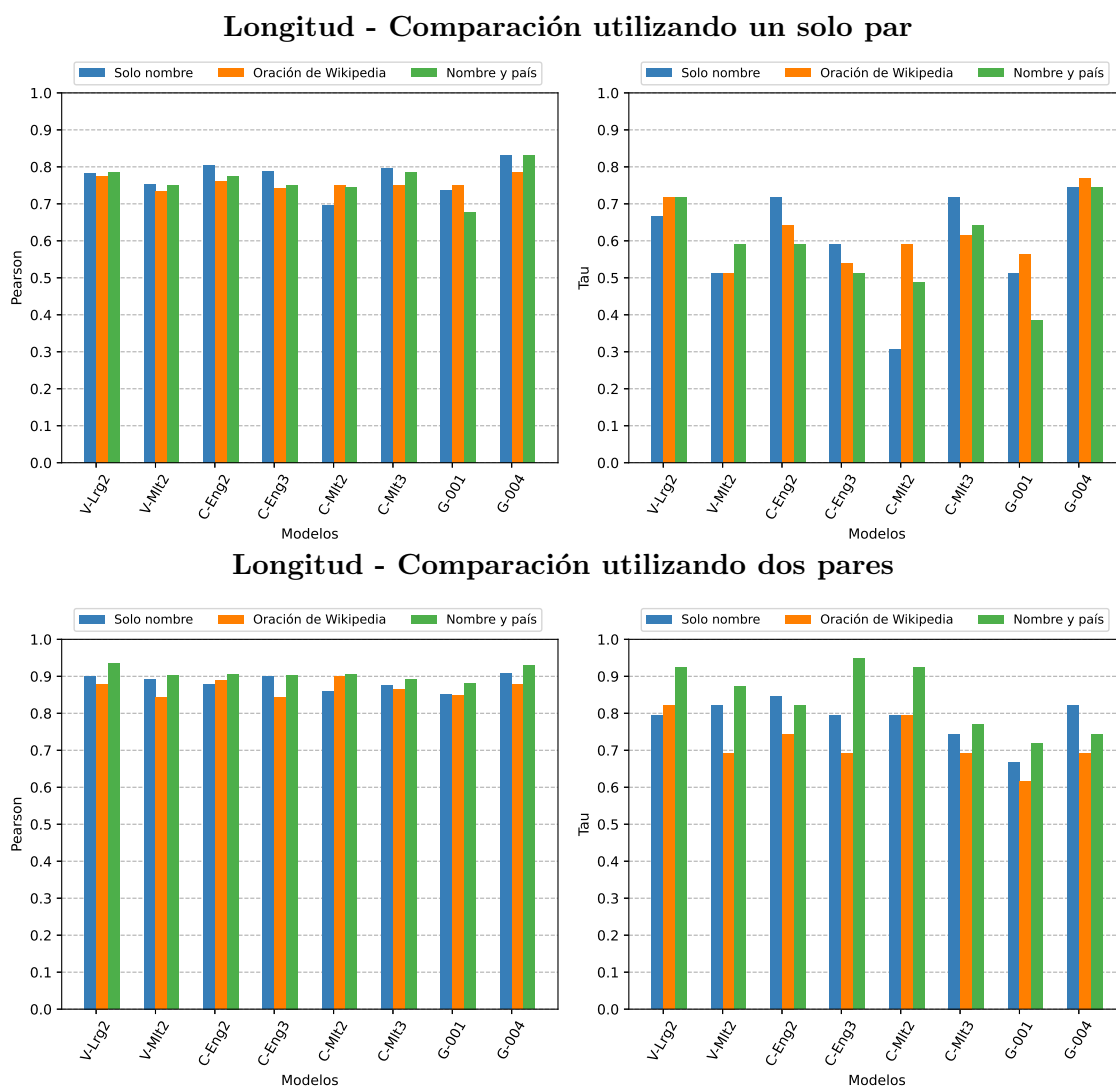 Longitud - Comparación utilizando un solo par
Solo nombre Oración de Wikipedia Nombre y país
1.0
0.9
0.8
0.7
0.6
0.5
0.4
0.3
0.2
0.1
0.0
Pearson
V-Lrg2 V-Mlt2 C-Eng2 C-Eng3 C-Mlt2 C-Mlt3 G-001 G-004
Modelos
Solo nombre Oración de Wikipedia Nombre y país
1.0
0.9
0.8
0.7
0.6
0.5
0.4
0.3
0.2
0.1
0.0
Tau
V-Lrg2 V-Mlt2 C-Eng2 C-Eng3 C-Mlt2 C-Mlt3 G-001 G-004
Modelos
Longitud - Comparación utilizando dos pares
Solo nombre Oración de Wikipedia Nombre y país
1.0
0.9
0.8
0.7
0.6
0.5
0.4
0.3
0.2
0.1
0.0
Pearson
V-Lrg2 V-Mlt2 C-Eng2 C-Eng3 C-Mlt2 C-Mlt3 G-001 G-004
Modelos
Solo nombre Oración de Wikipedia Nombre y país
1.0
0.9
0.8
0.7
0.6
0.5
0.4
0.3
0.2
0.1
0.0
Tau
V-Lrg2 V-Mlt2 C-Eng2 C-Eng3 C-Mlt2 C-Mlt3 G-001 G-004
Modelos